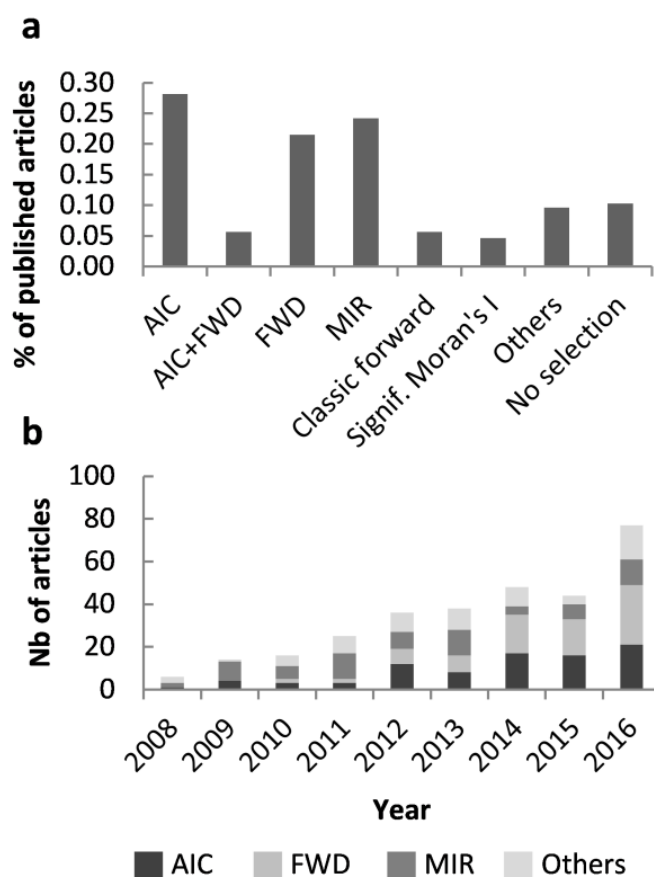 a
% of published articles
0.30
0.25
0.20
0.15
0.10
0.05
0.00
AIC
AIC+FWD
FWD
MIR
Classic forward
Signif. Moran's I
Others
No selection
b
Nb of articles
100
80
60
40
20
0
2008
2009
2010
2011
2012
2013
2014
2015
2016
Year
AIC FWD MIR Others